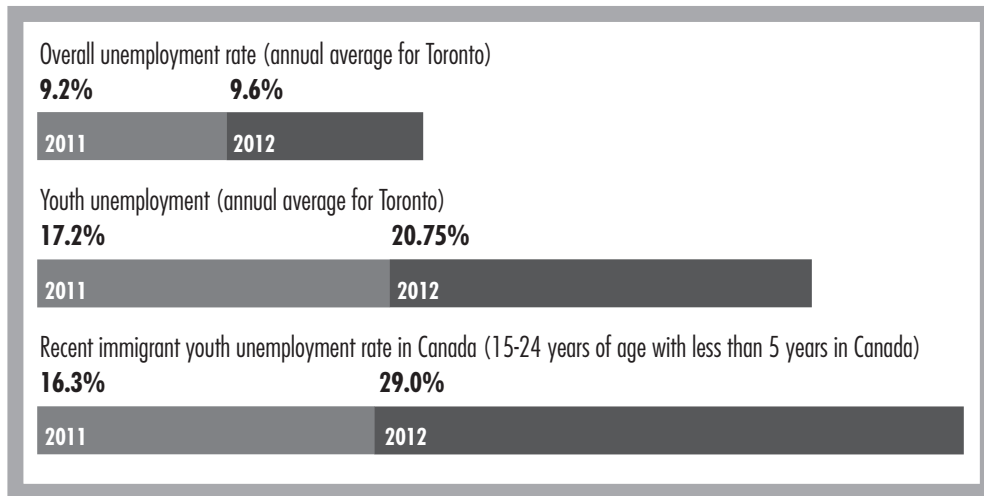 Overall unemployment rate (annual average for Toronto)
9.2% 9.6%
2011 2012
Youth unemployment (annual average for Toronto)
17.2% 20.75%
2011 2012
Recent immigrant youth unemployment rate in Canada (15-24 years of age with less than 5 years in Canada)
16.3% 29.0%
2011 2012